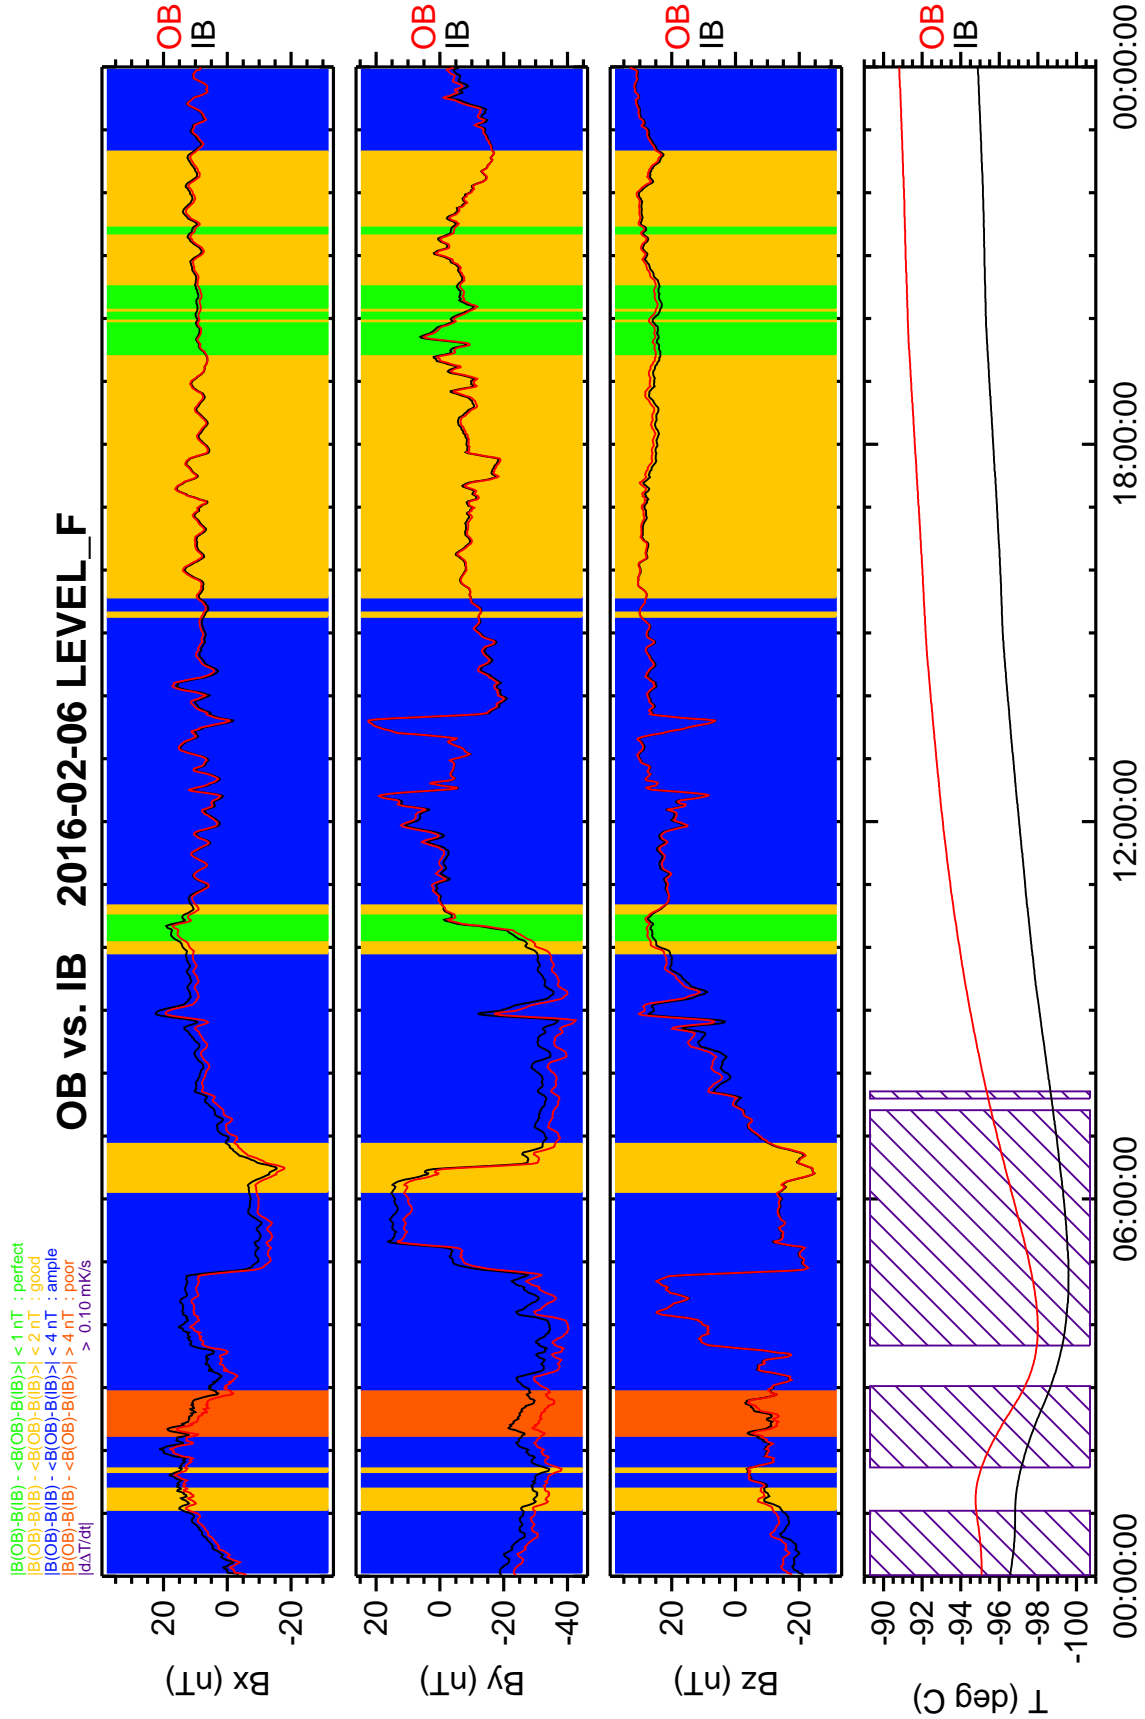 OB vs. IB 2016-02-06 LEVEL_F
|B(OB)-B(IB) - <B(OB)-B(IB)>| < 1 nT : perfect
|B(OB)-B(IB) - <B(OB)-B(IB)>| < 2 nT : good
|B(OB)-B(IB) - <B(OB)-B(IB)>| < 4 nT : ample
|B(OB)-B(IB) - <B(OB)-B(IB)>| > 4 nT : poor
|dΔT/dt| > 0.10 mK/s
Bx (nT)
20
0
-20
OB
IB
By (nT)
20
0
-20
-40
OB
IB
Bz (nT)
20
0
-20
OB
IB
T (deg C)
-90
-92
-94
-96
-98
-100
OB
IB
00:00:00
06:00:00
12:00:00
18:00:00
00:00:00